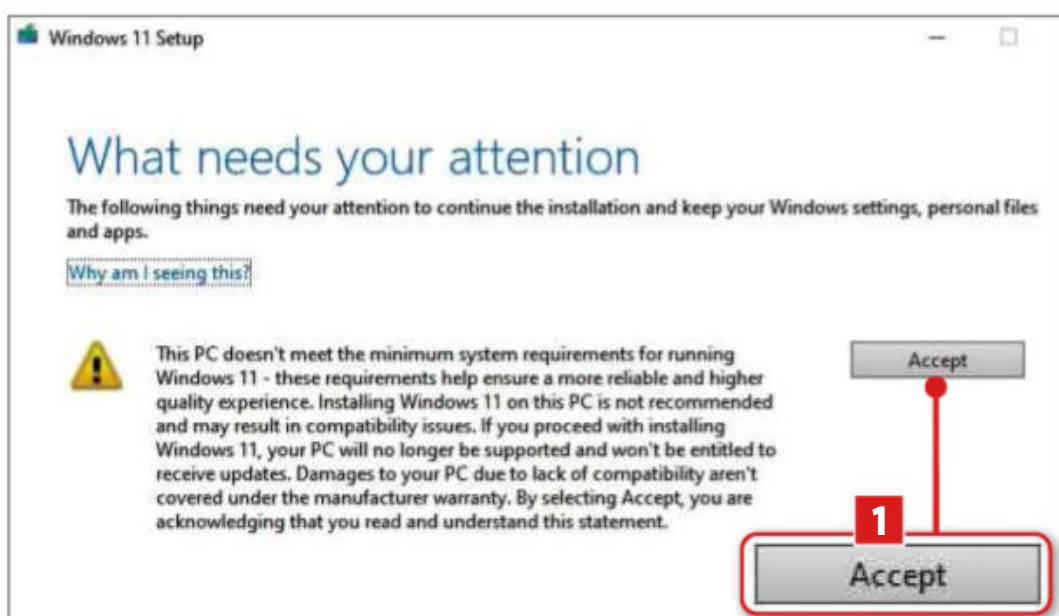 Windows 11 Setup
What needs your attention
The following things need your attention to continue the installation and keep your Windows settings, personal files
and apps.
Why am I seeing this?
This PC doesn't meet the minimum system requirements for running
Windows 11 - these requirements help ensure a more reliable and higher
quality experience. Installing Windows 11 on this PC is not recommended
and may result in compatibility issues. If you proceed with installing
Windows 11, your PC will no longer be supported and won't be entitled to
receive updates. Damages to your PC due to lack of compatibility aren't
covered under the manufacturer warranty. By selecting Accept, you are
acknowledging that you read and understand this statement.
Accept
1
Accept